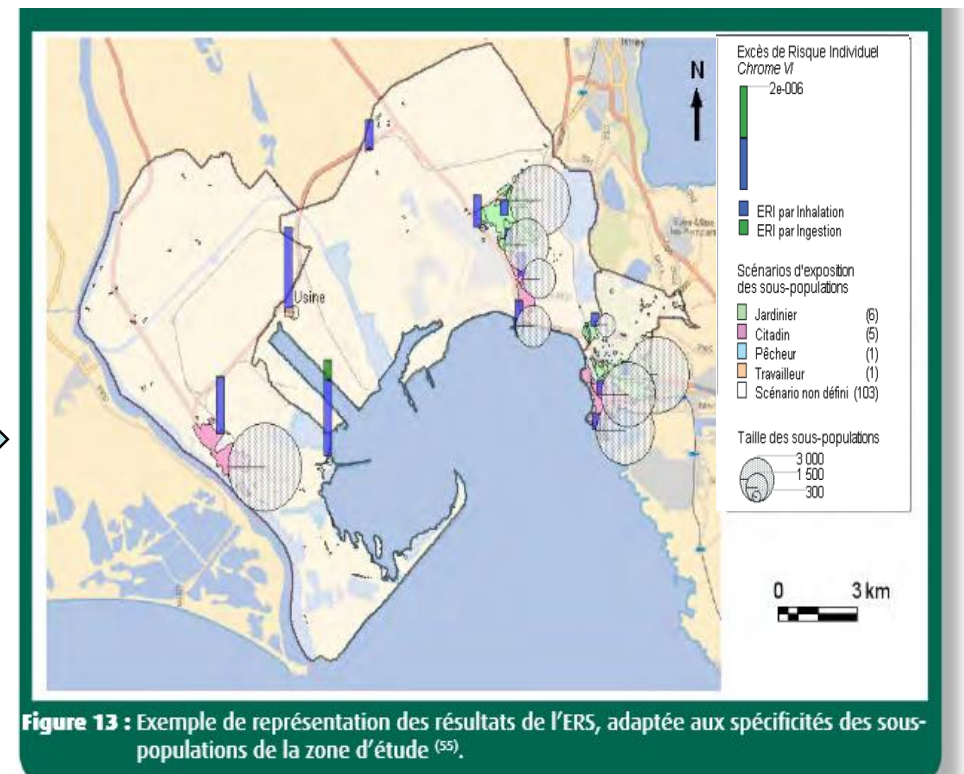 Istres
N
Usine
Excès de Risque Individuel
Chrome VI
2e-006
ERI par Inhalation
ERI par Ingestion
Scénarios d'exposition
des sous-populations
Jardinier (6)
Citadin (5)
Pêcheur (1)
Travailleur (1)
Scénario non défini (103)
Taille des sous-populations
3 000
1 500
300
0 3 km
Figure 13 : Exemple de représentation des résultats de l'ERS, adaptée aux spécificités des sous-
populations de la zone d'étude (55).